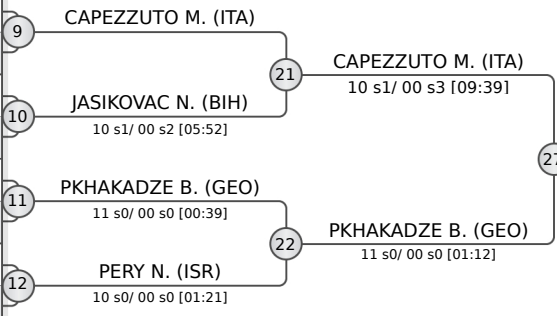 CAPEZZUTO M. (ITA)
9
21
CAPEZZUTO M. (ITA)
10 s1/ 00 s3 [09:39]
JASIKOVAC N. (BIH)
10
10 s1/ 00 s2 [05:52]
27
PKHAKADZE B. (GEO)
11
11 s0/ 00 s0 [00:39]
22
PKHAKADZE B. (GEO)
11 s0/ 00 s0 [01:12]
PERY N. (ISR)
12
10 s0/ 00 s0 [01:21]